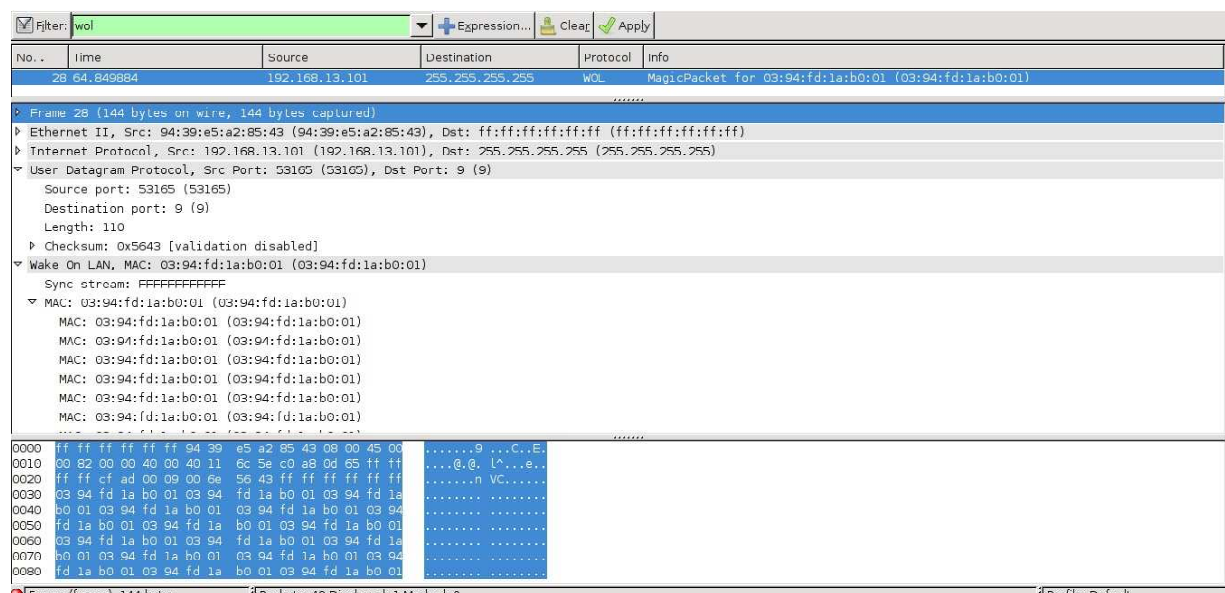 Filter: wol Expression... Clear Apply
No. . Time Source Destination Protocol Info
28 64.849884 192.168.13.101 255.255.255.255 WOL MagicPacket for 03:94:fd:1a:b0:01 (03:94:fd:1a:b0:01)
Frame 28 (144 bytes on wire, 144 bytes captured)
Ethernet II, Src: 94:39:e5:a2:85:43 (94:39:e5:a2:85:43), Dst: ff:ff:ff:ff:ff:ff (ff:ff:ff:ff:ff:ff)
Internet Protocol, Src: 192.168.13.101 (192.168.13.101), Dst: 255.255.255.255 (255.255.255.255)
User Datagram Protocol, Src Port: 53165 (53165), Dst Port: 9 (9)
Source port: 53165 (53165)
Destination port: 9 (9)
Length: 110
Checksum: 0x5643 [validation disabled]
Wake On LAN, MAC: 03:94:fd:1a:b0:01 (03:94:fd:1a:b0:01)
Sync stream: FFFFFFFFFFFF
MAC: 03:94:fd:1a:b0:01 (03:94:fd:1a:b0:01)
MAC: 03:94:fd:1a:b0:01 (03:94:fd:1a:b0:01)
MAC: 03:94:fd:1a:b0:01 (03:94:fd:1a:b0:01)
MAC: 03:94:fd:1a:b0:01 (03:94:fd:1a:b0:01)
MAC: 03:94:fd:1a:b0:01 (03:94:fd:1a:b0:01)
MAC: 03:94:fd:1a:b0:01 (03:94:fd:1a:b0:01)
MAC: 03:94:fd:1a:b0:01 (03:94:fd:1a:b0:01)
0000 ff ff ff ff ff ff 94 39 e5 a2 85 43 08 00 45 00 .......9 ...C..E.
0010 00 82 00 00 40 00 40 11 6c 5e c0 a8 0d 65 ff ff ....@.@. l^...e..
0020 ff ff cf ad 00 09 00 6e 56 43 ff ff ff ff ff ff .......n VC......
0030 03 94 fd 1a b0 01 03 94 fd 1a b0 01 03 94 fd 1a ........ ........
0040 b0 01 03 94 fd 1a b0 01 03 94 fd 1a b0 01 03 94 ........ ........
0050 fd 1a b0 01 03 94 fd 1a b0 01 03 94 fd 1a b0 01 ........ ........
0060 03 94 fd 1a b0 01 03 94 fd 1a b0 01 03 94 fd 1a ........ ........
0070 b0 01 03 94 fd 1a b0 01 03 94 fd 1a b0 01 03 94 ........ ........
0080 fd 1a b0 01 03 94 fd 1a b0 01 03 94 fd 1a b0 01 ........ ........